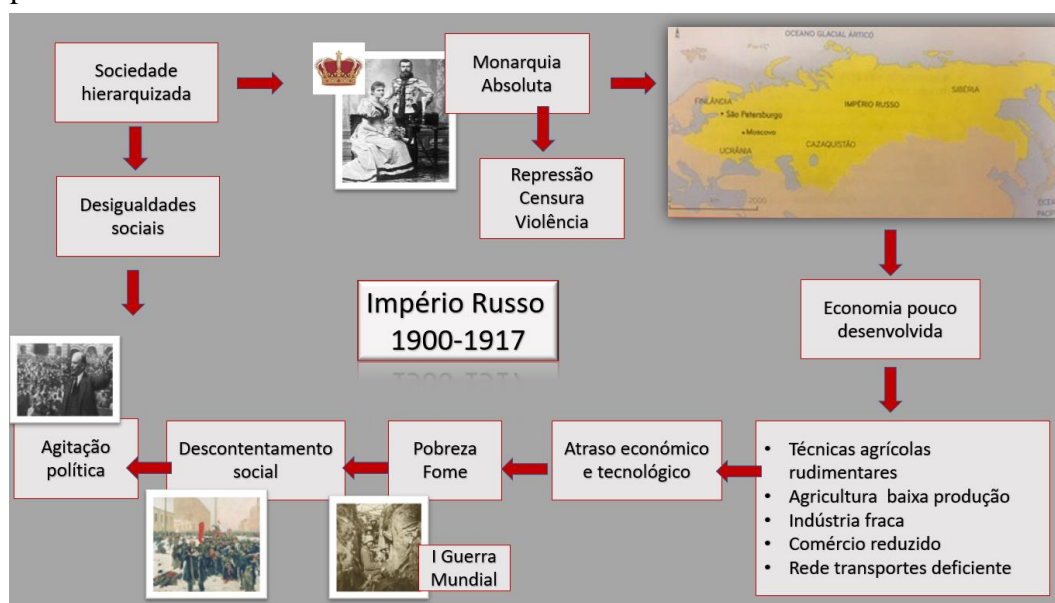 Sociedade
hierarquizada
Monarquia
Absoluta
OCEANO GLACIAL ÁRTICO
FINLÂNDIA
São Petersburgo
Moscovo
UCRÂNIA
IMPÉRIO RUSSO
SIBÉRIA
CAZAQUISTÃO
2000
Desigualdades
sociais
Repressão
Censura
Violência
Império Russo
1900-1917
Economia pouco
desenvolvida
Agitação
política
Descontentamento
social
Pobreza
Fome
Atraso económico
e tecnológico
I Guerra
Mundial
• Técnicas agrícolas
rudimentares
• Agricultura baixa produção
• Indústria fraca
• Comércio reduzido
• Rede transportes deficiente